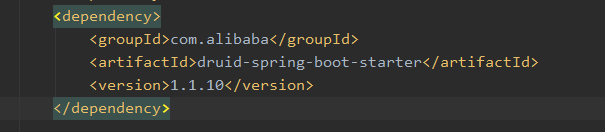 <dependency>
<groupId>com.alibaba</groupId>
<artifactId>druid-spring-boot-starter</artifactId>
<version>1.1.10</version>
</dependency>